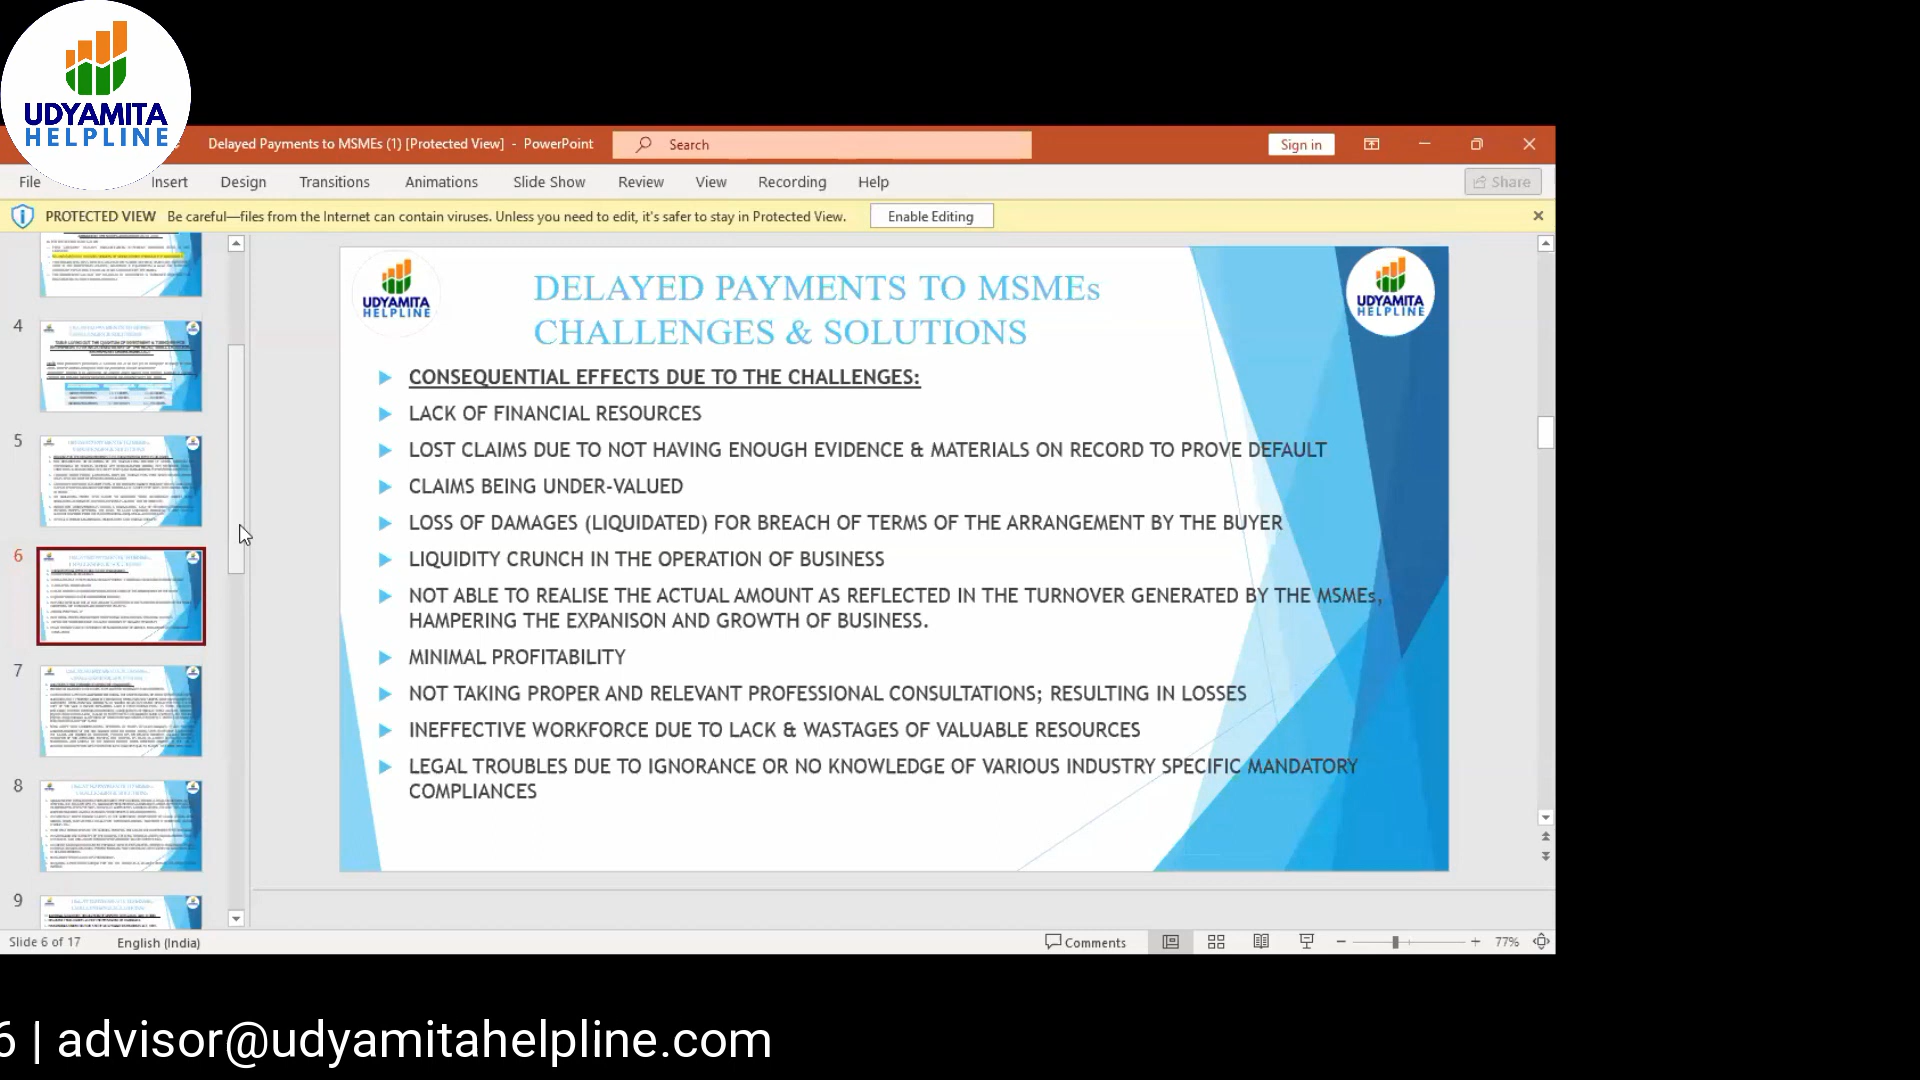 UDYAMITA
HELPLINE
Delayed Payments to MSMEs (1) [Protected View] - PowerPoint
Search
Sign in
File
Insert
Design
Transitions
Animations
Slide Show
Review
View
Recording
Help
Share
PROTECTED VIEW Be careful—files from the Internet can contain viruses. Unless you need to edit, it's safer to stay in Protected View.
Enable Editing
4
5
6
7
8
9
UDYAMITA
HELPLINE
DELAYED PAYMENTS TO MSMEs
CHALLENGES & SOLUTIONS
UDYAMITA
HELPLINE
CONSEQUENTIAL EFFECTS DUE TO THE CHALLENGES:
LACK OF FINANCIAL RESOURCES
LOST CLAIMS DUE TO NOT HAVING ENOUGH EVIDENCE & MATERIALS ON RECORD TO PROVE DEFAULT
CLAIMS BEING UNDER-VALUED
LOSS OF DAMAGES (LIQUIDATED) FOR BREACH OF TERMS OF THE ARRANGEMENT BY THE BUYER
LIQUIDITY CRUNCH IN THE OPERATION OF BUSINESS
NOT ABLE TO REALISE THE ACTUAL AMOUNT AS REFLECTED IN THE TURNOVER GENERATED BY THE MSMEs,
HAMPERING THE EXPANISON AND GROWTH OF BUSINESS.
MINIMAL PROFITABILITY
NOT TAKING PROPER AND RELEVANT PROFESSIONAL CONSULTATIONS; RESULTING IN LOSSES
INEFFECTIVE WORKFORCE DUE TO LACK & WASTAGES OF VALUABLE RESOURCES
LEGAL TROUBLES DUE TO IGNORANCE OR NO KNOWLEDGE OF VARIOUS INDUSTRY SPECIFIC MANDATORY
COMPLIANCES
Slide 6 of 17
English (India)
Comments
77%
6 | advisor@udyamitahelpline.com